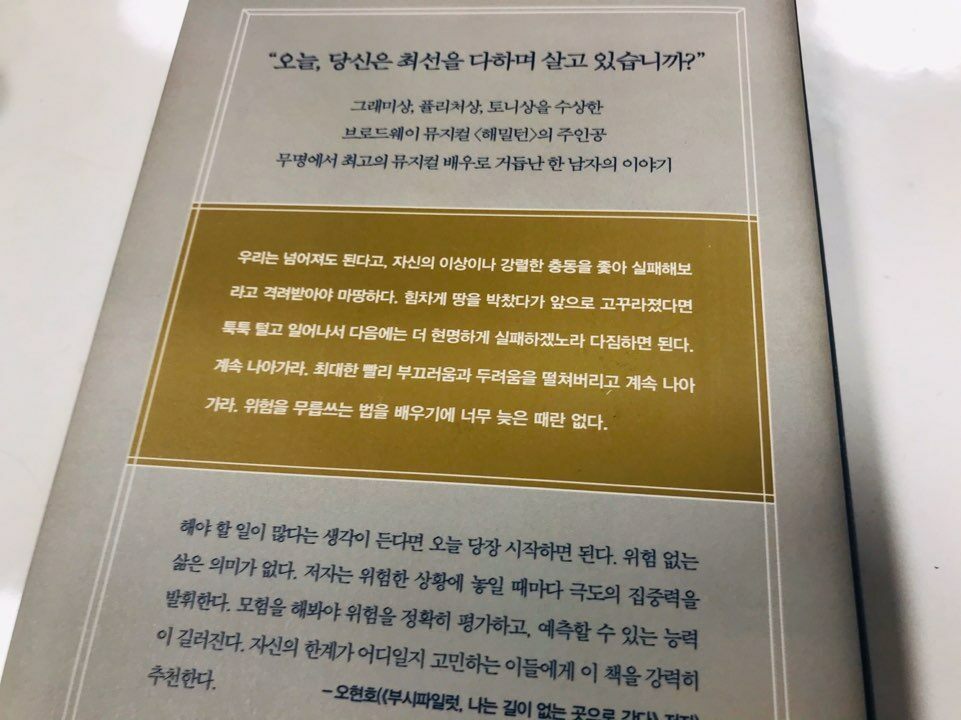 “오늘, 당신은 최선을 다하며 살고 있습니까?”
그래미상, 퓰리처상, 토니상을 수상한
브로드웨이 뮤지컬 〈해밀턴〉의 주인공
무명에서 최고의 뮤지컬 배우로 거듭난 한 남자의 이야기
우리는 넘어져도 된다고, 자신의 이상이나 강렬한 충동을 좇아 실패해보
라고 격려받아야 마땅하다. 힘차게 땅을 박찼다가 앞으로 고꾸라졌다면
툭툭 털고 일어나서 다음에는 더 현명하게 실패하겠노라 다짐하면 된다.
계속 나아가라. 최대한 빨리 부끄러움과 두려움을 떨쳐버리고 계속 나아
가라. 위험을 무릅쓰는 법을 배우기에 너무 늦은 때란 없다.
해야 할 일이 많다는 생각이 든다면 오늘 당장 시작하면 된다. 위험 없는
삶은 의미가 없다. 저자는 위험한 상황에 놓일 때마다 극도의 집중력을
발휘한다. 모험을 해봐야 위험을 정확히 평가하고, 예측할 수 있는 능력
이 길러진다. 자신의 한계가 어디일지 고민하는 이들에게 이 책을 강력히
추천한다.
– 오현호(《부시파일럿, 나는 길이 없는 곳으로 간다》 저자)